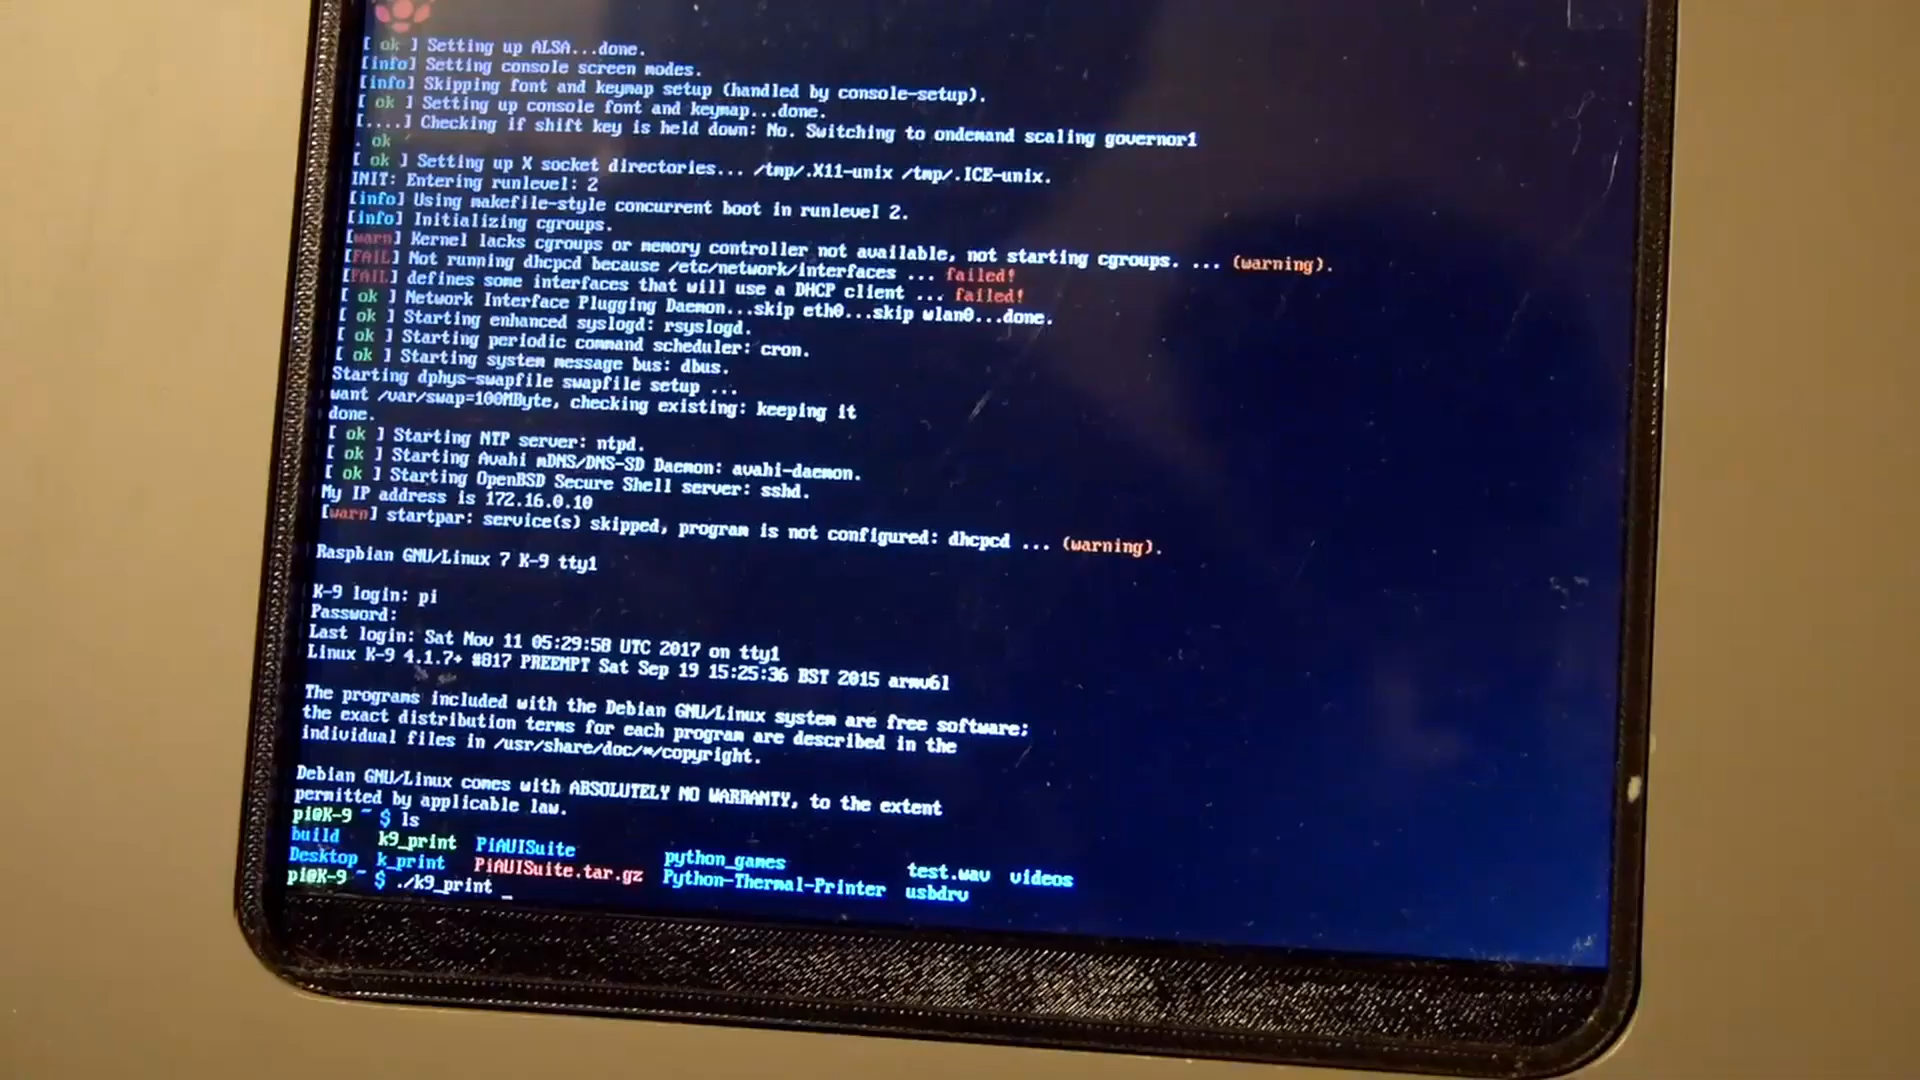 [ ok ] Setting up ALSA...done.
[info] Setting console screen modes.
[info] Skipping font and keymap setup (handled by console-setup).
[ ok ] Setting up console font and keymap...done.
[....] Checking if shift key is held down: No. Switching to ondemand scaling governor1
. ok
[ ok ] Setting up X socket directories... /tmp/.X11-unix /tmp/.ICE-unix.
INIT: Entering runlevel: 2
[info] Using makefile-style concurrent boot in runlevel 2.
[info] Initializing cgroups.
[warn] Kernel lacks cgroups or memory controller not available, not starting cgroups. ... (warning).
[FAIL] Not running dhcpcd because /etc/network/interfaces ... failed!
[FAIL] defines some interfaces that will use a DHCP client ... failed!
[ ok ] Network Interface Plugging Daemon...skip eth0...skip wlan0...done.
[ ok ] Starting enhanced syslogd: rsyslogd.
[ ok ] Starting periodic command scheduler: cron.
[ ok ] Starting system message bus: dbus.
Starting dphys-swapfile swapfile setup ...
want /var/swap=100MByte, checking existing: keeping it
done.
[ ok ] Starting NTP server: ntpd.
[ ok ] Starting Avahi mDNS/DNS-SD Daemon: avahi-daemon.
[ ok ] Starting OpenBSD Secure Shell server: sshd.
My IP address is 172.16.0.10
[warn] startpar: service(s) skipped, program is not configured: dhcpcd ... (warning).
Raspbian GNU/Linux 7 K-9 tty1
K-9 login: pi
Password:
Last login: Sat Nov 11 05:29:58 UTC 2017 on tty1
Linux K-9 4.1.7+ #817 PREEMPT Sat Sep 19 15:25:36 BST 2015 armv6l
The programs included with the Debian GNU/Linux system are free software;
the exact distribution terms for each program are described in the
individual files in /usr/share/doc/*/copyright.
Debian GNU/Linux comes with ABSOLUTELY NO WARRANTY, to the extent
permitted by applicable law.
pi@K-9 ~ $ ls
build k9_print PiAUISuite python_games test.wav videos
Desktop k_print PiAUISuite.tar.gz Python-Thermal-Printer usbdrv
pi@K-9 ~ $ ./k9_print _